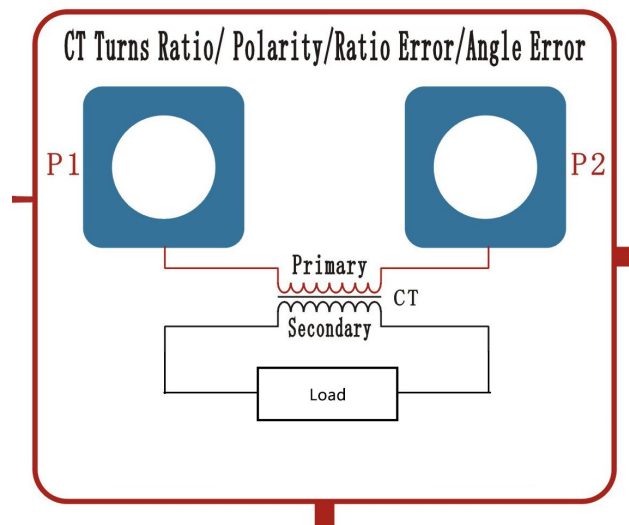 CT Turns Ratio/ Polarity/Ratio Error/Angle Error
P1
P2
Primary
CT
Secondary
Load